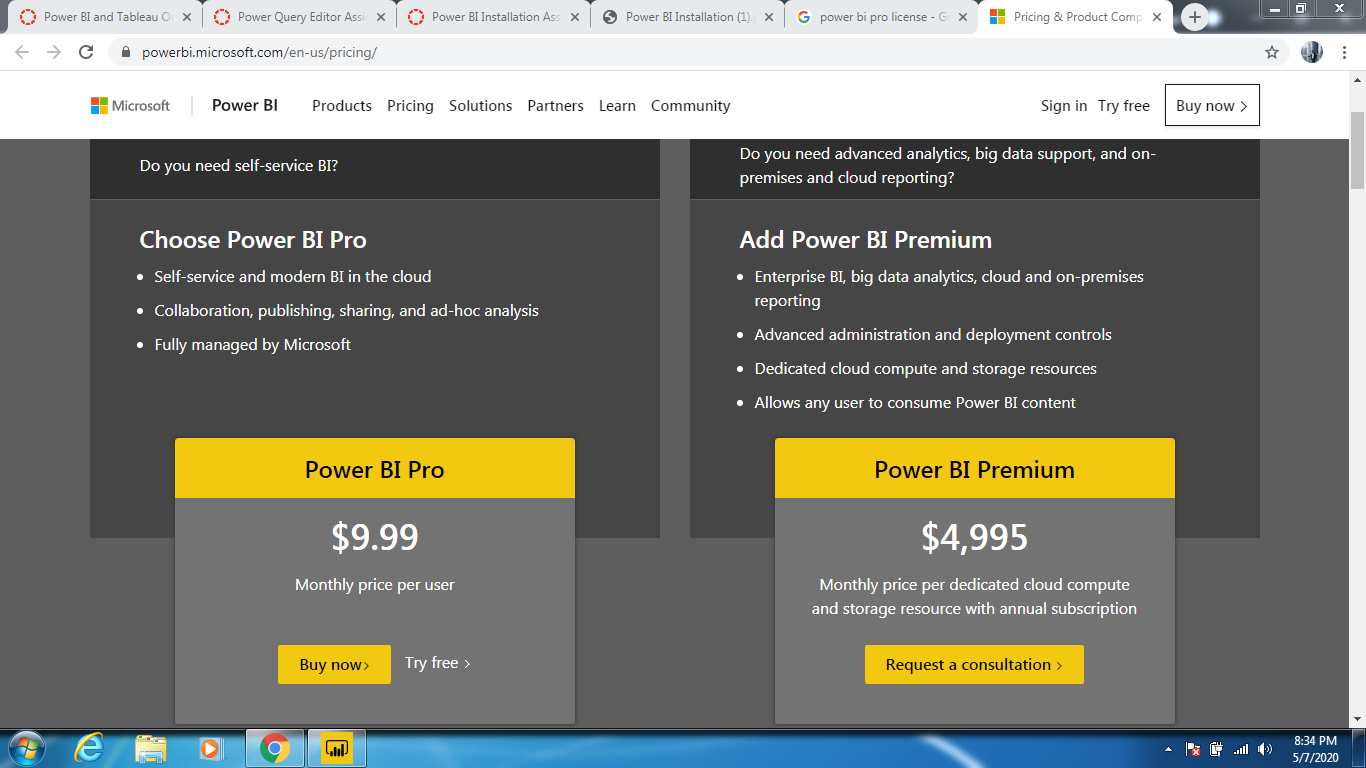 Power BI and Tableau O
Power Query Editor Assi
Power BI Installation Ass
Power BI Installation (1).
power bi pro license - G
Pricing & Product Comp
powerbi.microsoft.com/en-us/pricing/
Microsoft
Power BI
Products
Pricing
Solutions
Partners
Learn
Community
Sign in
Try free
Buy now
Do you need self-service BI?
Choose Power BI Pro
Self-service and modern BI in the cloud
Collaboration, publishing, sharing, and ad-hoc analysis
Fully managed by Microsoft
Power BI Pro
$9.99
Monthly price per user
Buy now
Try free
Do you need advanced analytics, big data support, and on-
premises and cloud reporting?
Add Power BI Premium
Enterprise BI, big data analytics, cloud and on-premises
reporting
Advanced administration and deployment controls
Dedicated cloud compute and storage resources
Allows any user to consume Power BI content
Power BI Premium
$4,995
Monthly price per dedicated cloud compute
and storage resource with annual subscription
Request a consultation
8:34 PM
5/7/2020